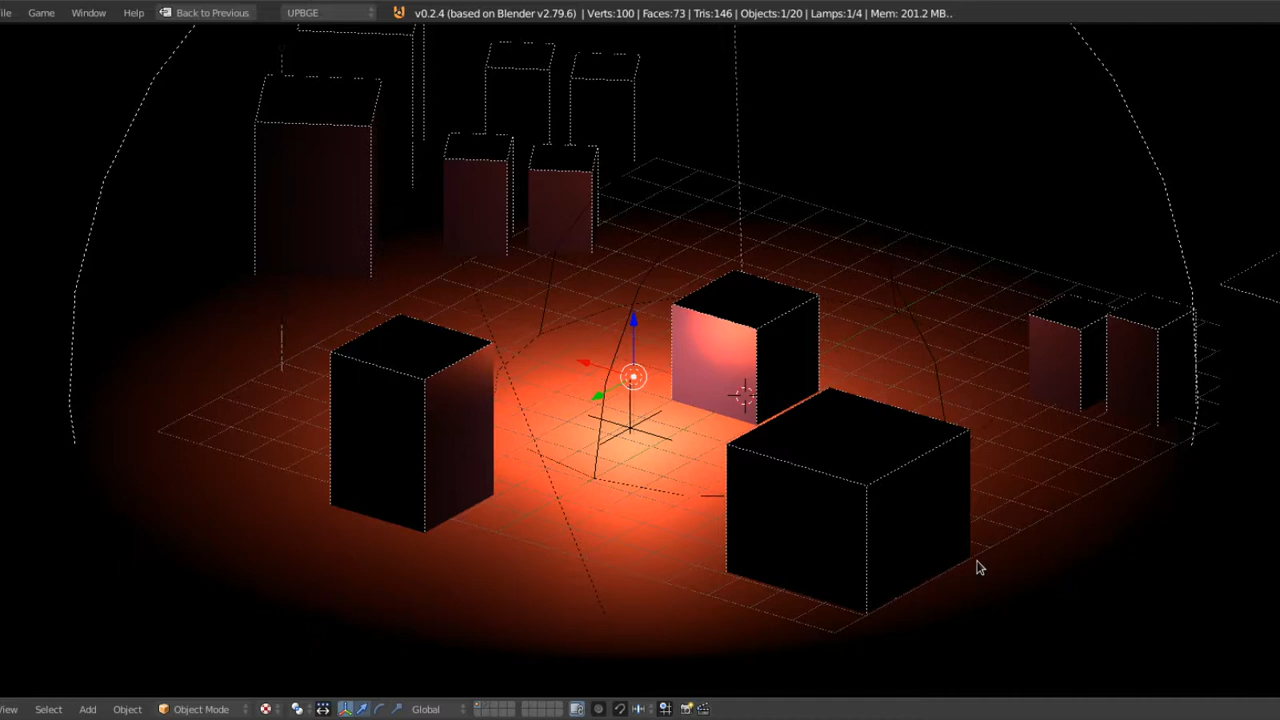 ile Game Window Help Back to Previous UPBGE v0.2.4 (based on Blender v2.79.6) | Verts:100 | Faces:73 | Tris:146 | Objects:1/20 | Lamps:1/4 | Mem: 201.2 MB..
iew Select Add Object Object Mode Global